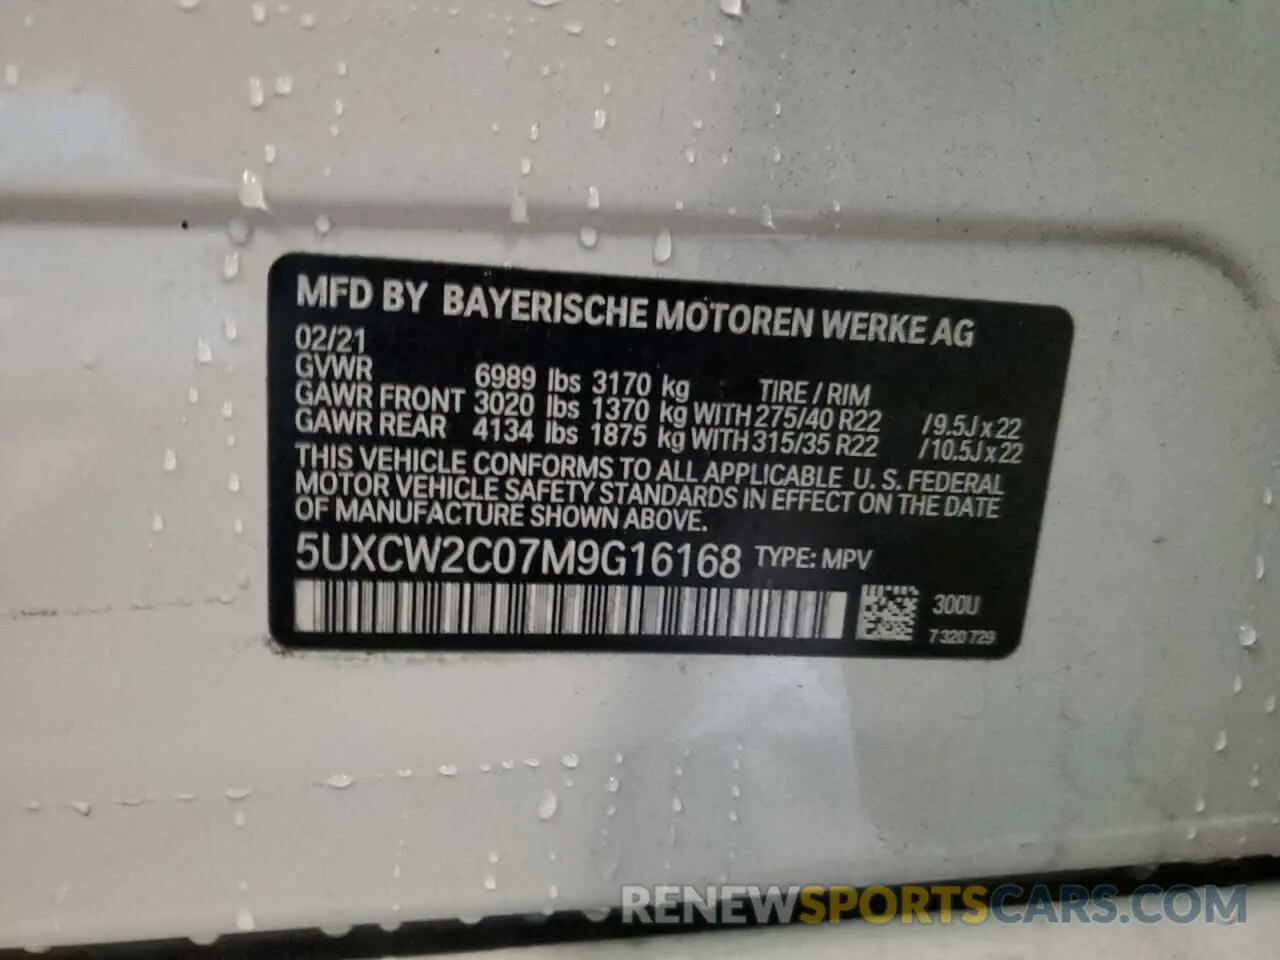 MFD BY BAYERISCHE MOTOREN WERKE AG
02/21
GVWR 6989 lbs 3170 kg TIRE / RIM
GAWR FRONT 3020 lbs 1370 kg WITH 275/40 R22 /9.5J x 22
GAWR REAR 4134 lbs 1875 kg WITH 315/35 R22 /10.5J x 22
THIS VEHICLE CONFORMS TO ALL APPLICABLE U. S. FEDERAL
MOTOR VEHICLE SAFETY STANDARDS IN EFFECT ON THE DATE
OF MANUFACTURE SHOWN ABOVE.
5UXCW2C07M9G16168 TYPE: MPV
300U
7 320 729
RENEWSPORTSCARS.COM